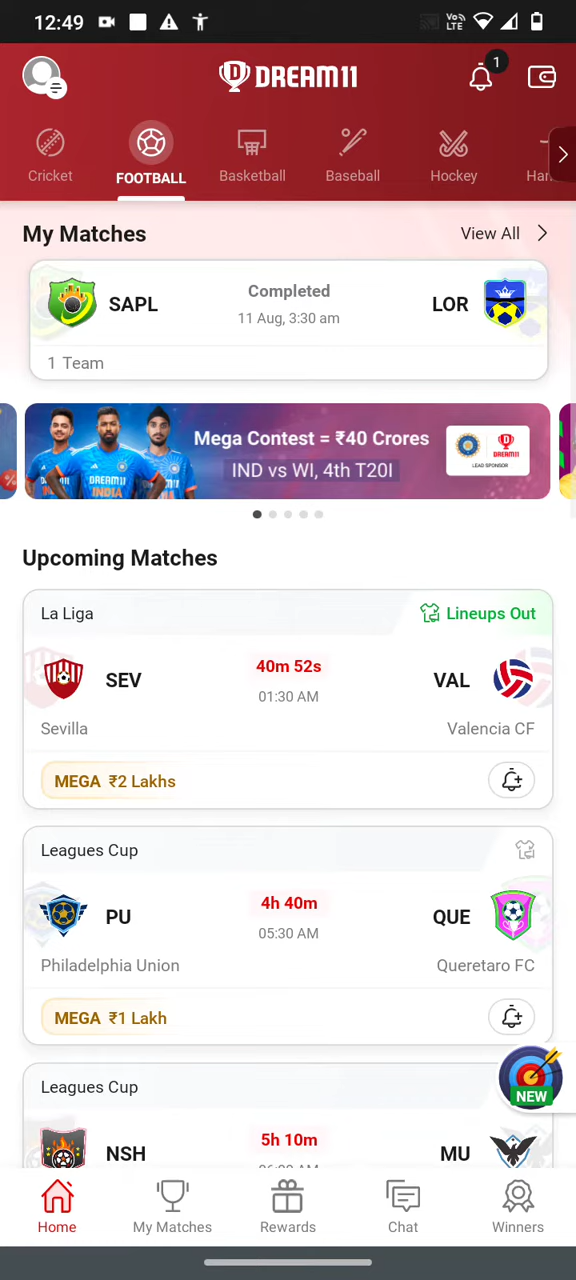 12:49
Vo) LTE
DREAM11
1
Cricket
FOOTBALL
Basketball
Baseball
Hockey
My Matches
View All
SAPL
Completed
LOR
11 Aug, 3:30 am
1 Team
Mega Contest = ₹40 Crores
IND vs WI, 4th T20I
DREAM11
LEAD SPONSOR
DREAM11
INDIA
Upcoming Matches
La Liga
Lineups Out
SEV
40m 52s
VAL
01:30 AM
Sevilla
Valencia CF
MEGA ₹2 Lakhs
Leagues Cup
PU
4h 40m
QUE
05:30 AM
Philadelphia Union
Queretaro FC
MEGA ₹1 Lakh
Leagues Cup
NEW
NSH
5h 10m
MU
Home
My Matches
Rewards
Chat
Winners